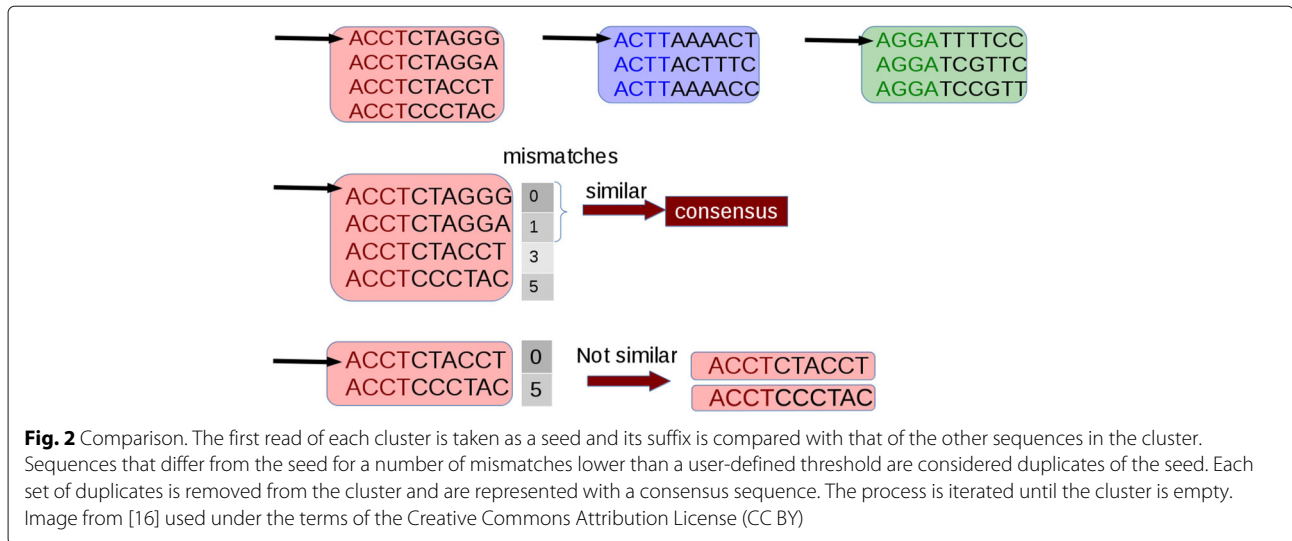 ACCTCTAGGG
ACCTCTAGGA
ACCTCTACCT
ACCTCCCTAC
ACTTAAAACT
ACTTACTTTC
ACTTAAAACC
AGGATTTTCC
AGGATCGTTC
AGGATCCGTT
mismatches
ACCTCTAGGG 0
ACCTCTAGGA 1
ACCTCTACCT 3
ACCTCCCTAC 5
similar
consensus
ACCTCTACCT 0
ACCTCCCTAC 5
Not similar
ACCTCTACCT
ACCTCCCTAC
Fig. 2 Comparison. The first read of each cluster is taken as a seed and its suffix is compared with that of the other sequences in the cluster.
Sequences that differ from the seed for a number of mismatches lower than a user-defined threshold are considered duplicates of the seed. Each
set of duplicates is removed from the cluster and are represented with a consensus sequence. The process is iterated until the cluster is empty.
Image from [16] used under the terms of the Creative Commons Attribution License (CC BY)